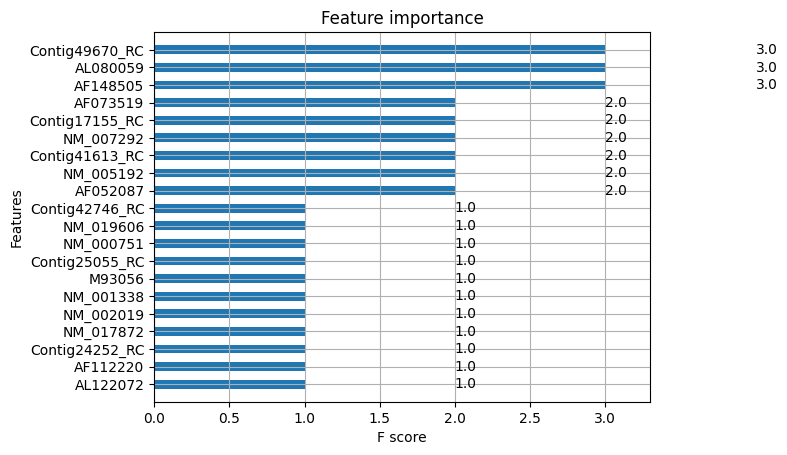 Feature importance
Contig49670_RC 3.0
AL080059 3.0
AF148505 3.0
AF073519 2.0
Contig17155_RC 2.0
NM_007292 2.0
Contig41613_RC 2.0
NM_005192 2.0
AF052087 2.0
Contig42746_RC 1.0
NM_019606 1.0
NM_000751 1.0
Contig25055_RC 1.0
M93056 1.0
NM_001338 1.0
NM_002019 1.0
NM_017872 1.0
Contig24252_RC 1.0
AF112220 1.0
AL122072 1.0
Features
0.0 0.5 1.0 1.5 2.0 2.5 3.0
F score